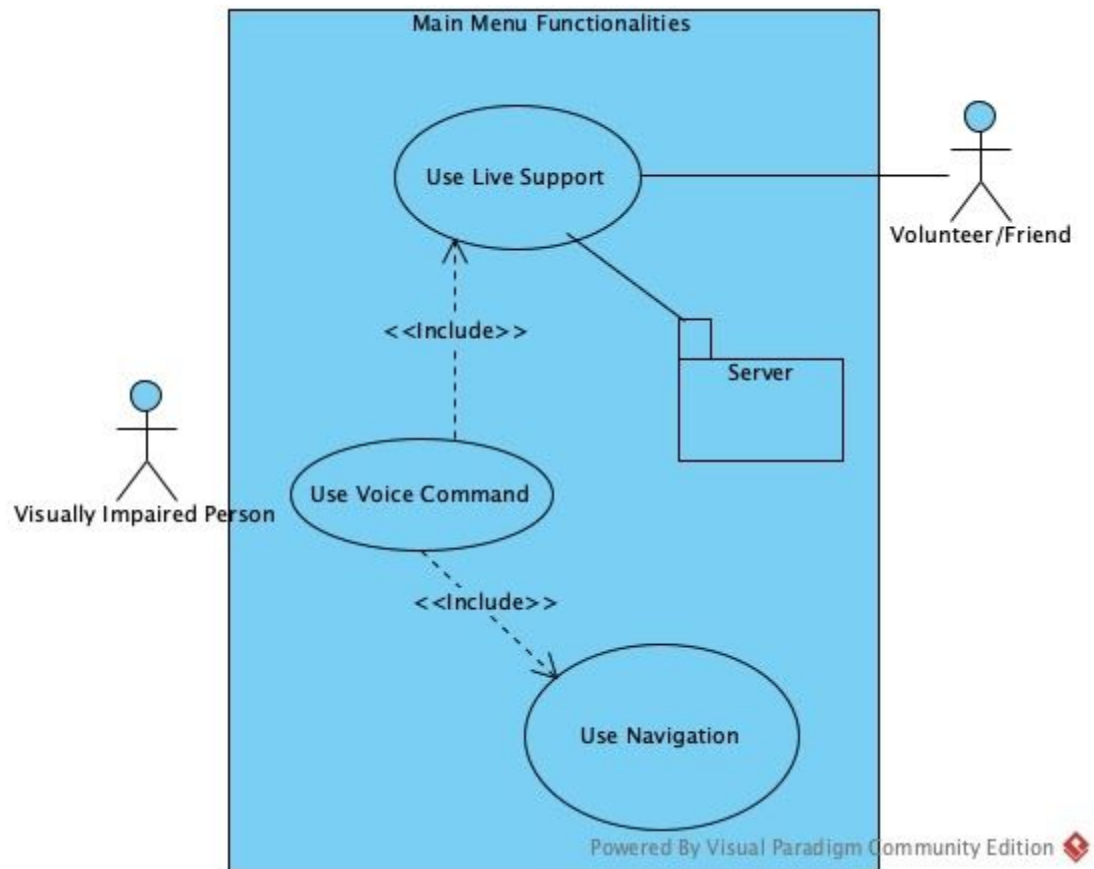 Main Menu Functionalities
Use Live Support
Volunteer/Friend
<<Include>>
Server
Use Voice Command
Visually Impaired Person
<<Include>>
Use Navigation
Powered By Visual Paradigm Community Edition